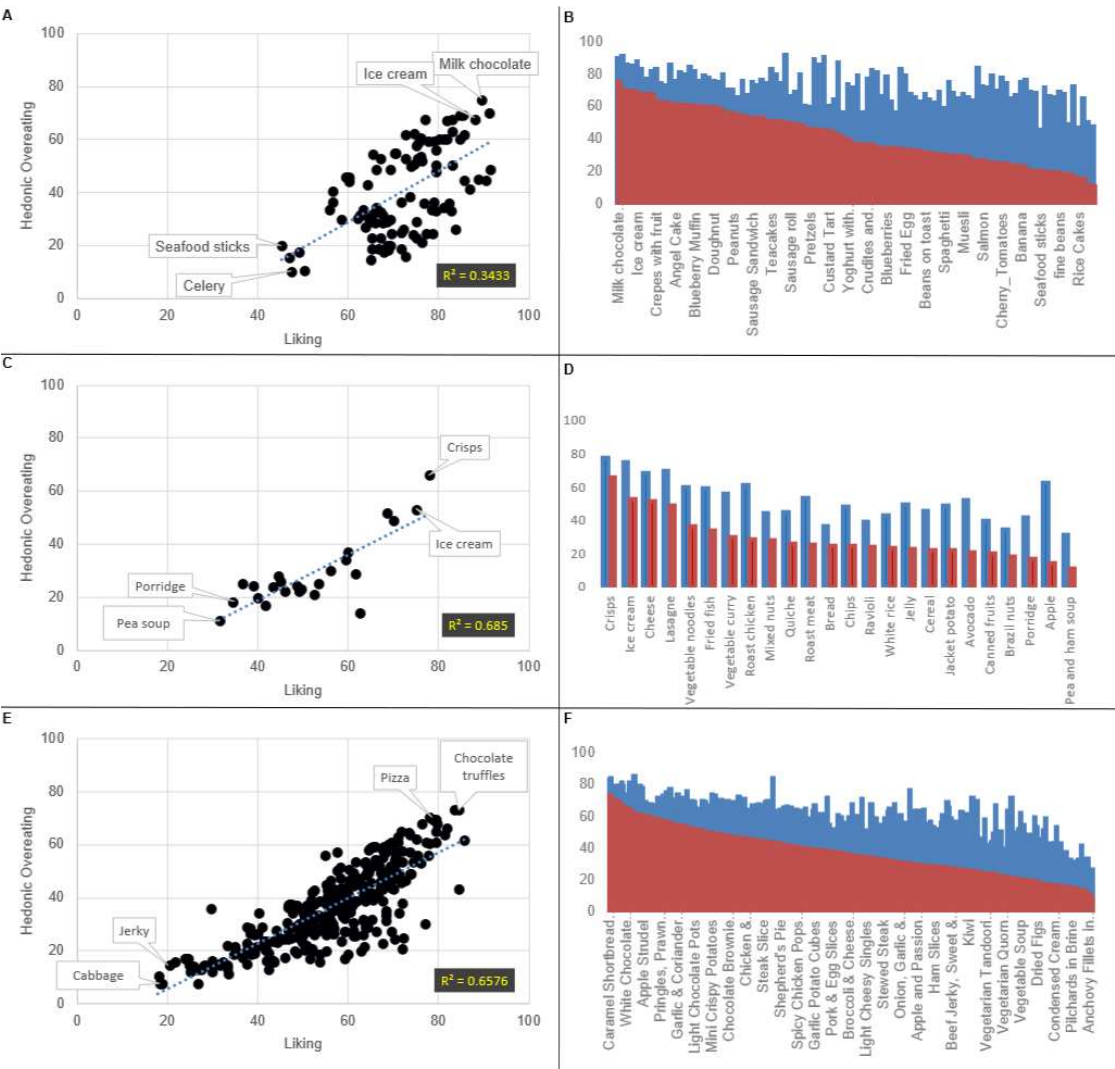 A
100
80
60
40
20
0
Hedonic Overeating
Milk chocolate
Ice cream
Seafood sticks
Celery
R² = 0.3433
0 20 40 60 80 100
Liking
B
100
80
60
40
20
0
Milk chocolate.
Ice cream
Crepes with fruit
Angel Cake
Blueberry Muffin
Doughnut
Peanuts
Sausage Sandwich
Teacakes
Sausage roll
Pretzels
Custard Tart
Yoghurt with.
Crudites and
Blueberries
Fried Egg
Beans on toast
Spaghetti
Muesli
Salmon
Cherry_ Tomatoes
Banana
Seafood sticks
fine beans
Rice Cakes
C
100
80
60
40
20
0
Hedonic Overeating
Crisps
Ice cream
Porridge
Pea soup
R² = 0.685
0 20 40 60 80 100
Liking
D
100
80
60
40
20
0
Crisps
Ice cream
Cheese
Lasagne
Vegetable noodles
Fried fish
Vegetable curry
Roast chicken
Mixed nuts
Quiche
Roast meat
Bread
Chips
Ravioli
White rice
Jelly
Cereal
Jacket potato
Avocado
Canned fruits
Brazil nuts
Porridge
Apple
Pea and ham soup
E
100
80
60
40
20
0
Hedonic Overeating
Chocolate
truffles
Pizza
Jerky
Cabbage
R² = 0.6576
0 20 40 60 80 100
Liking
F
100
80
60
40
20
0
Caramel Shortbread.
White Chocolate
Apple Strudel
Pringles, Prawn.
Garlic & Coriander
Light Chocolate Pots
Mini Crispy Potatoes
Chocolate Brownie.
Chicken &
Steak Slice
Shepherd's Pie
Spicy Chicken Pops.
Garlic Potato Cubes
Pork & Egg Slices
Broccoli & Cheese.
Light Cheesy Singles
Stewed Steak
Onion, Garlic &
Apple and Passion.
Ham Slices
Beef Jerky, Sweet &
Kiwi
Vegetarian Tandoori.
Vegetarian Quorn.
Vegetable Soup
Dried Figs
Condensed Cream.
Pilchards in Brine
Anchovy Fillets in.